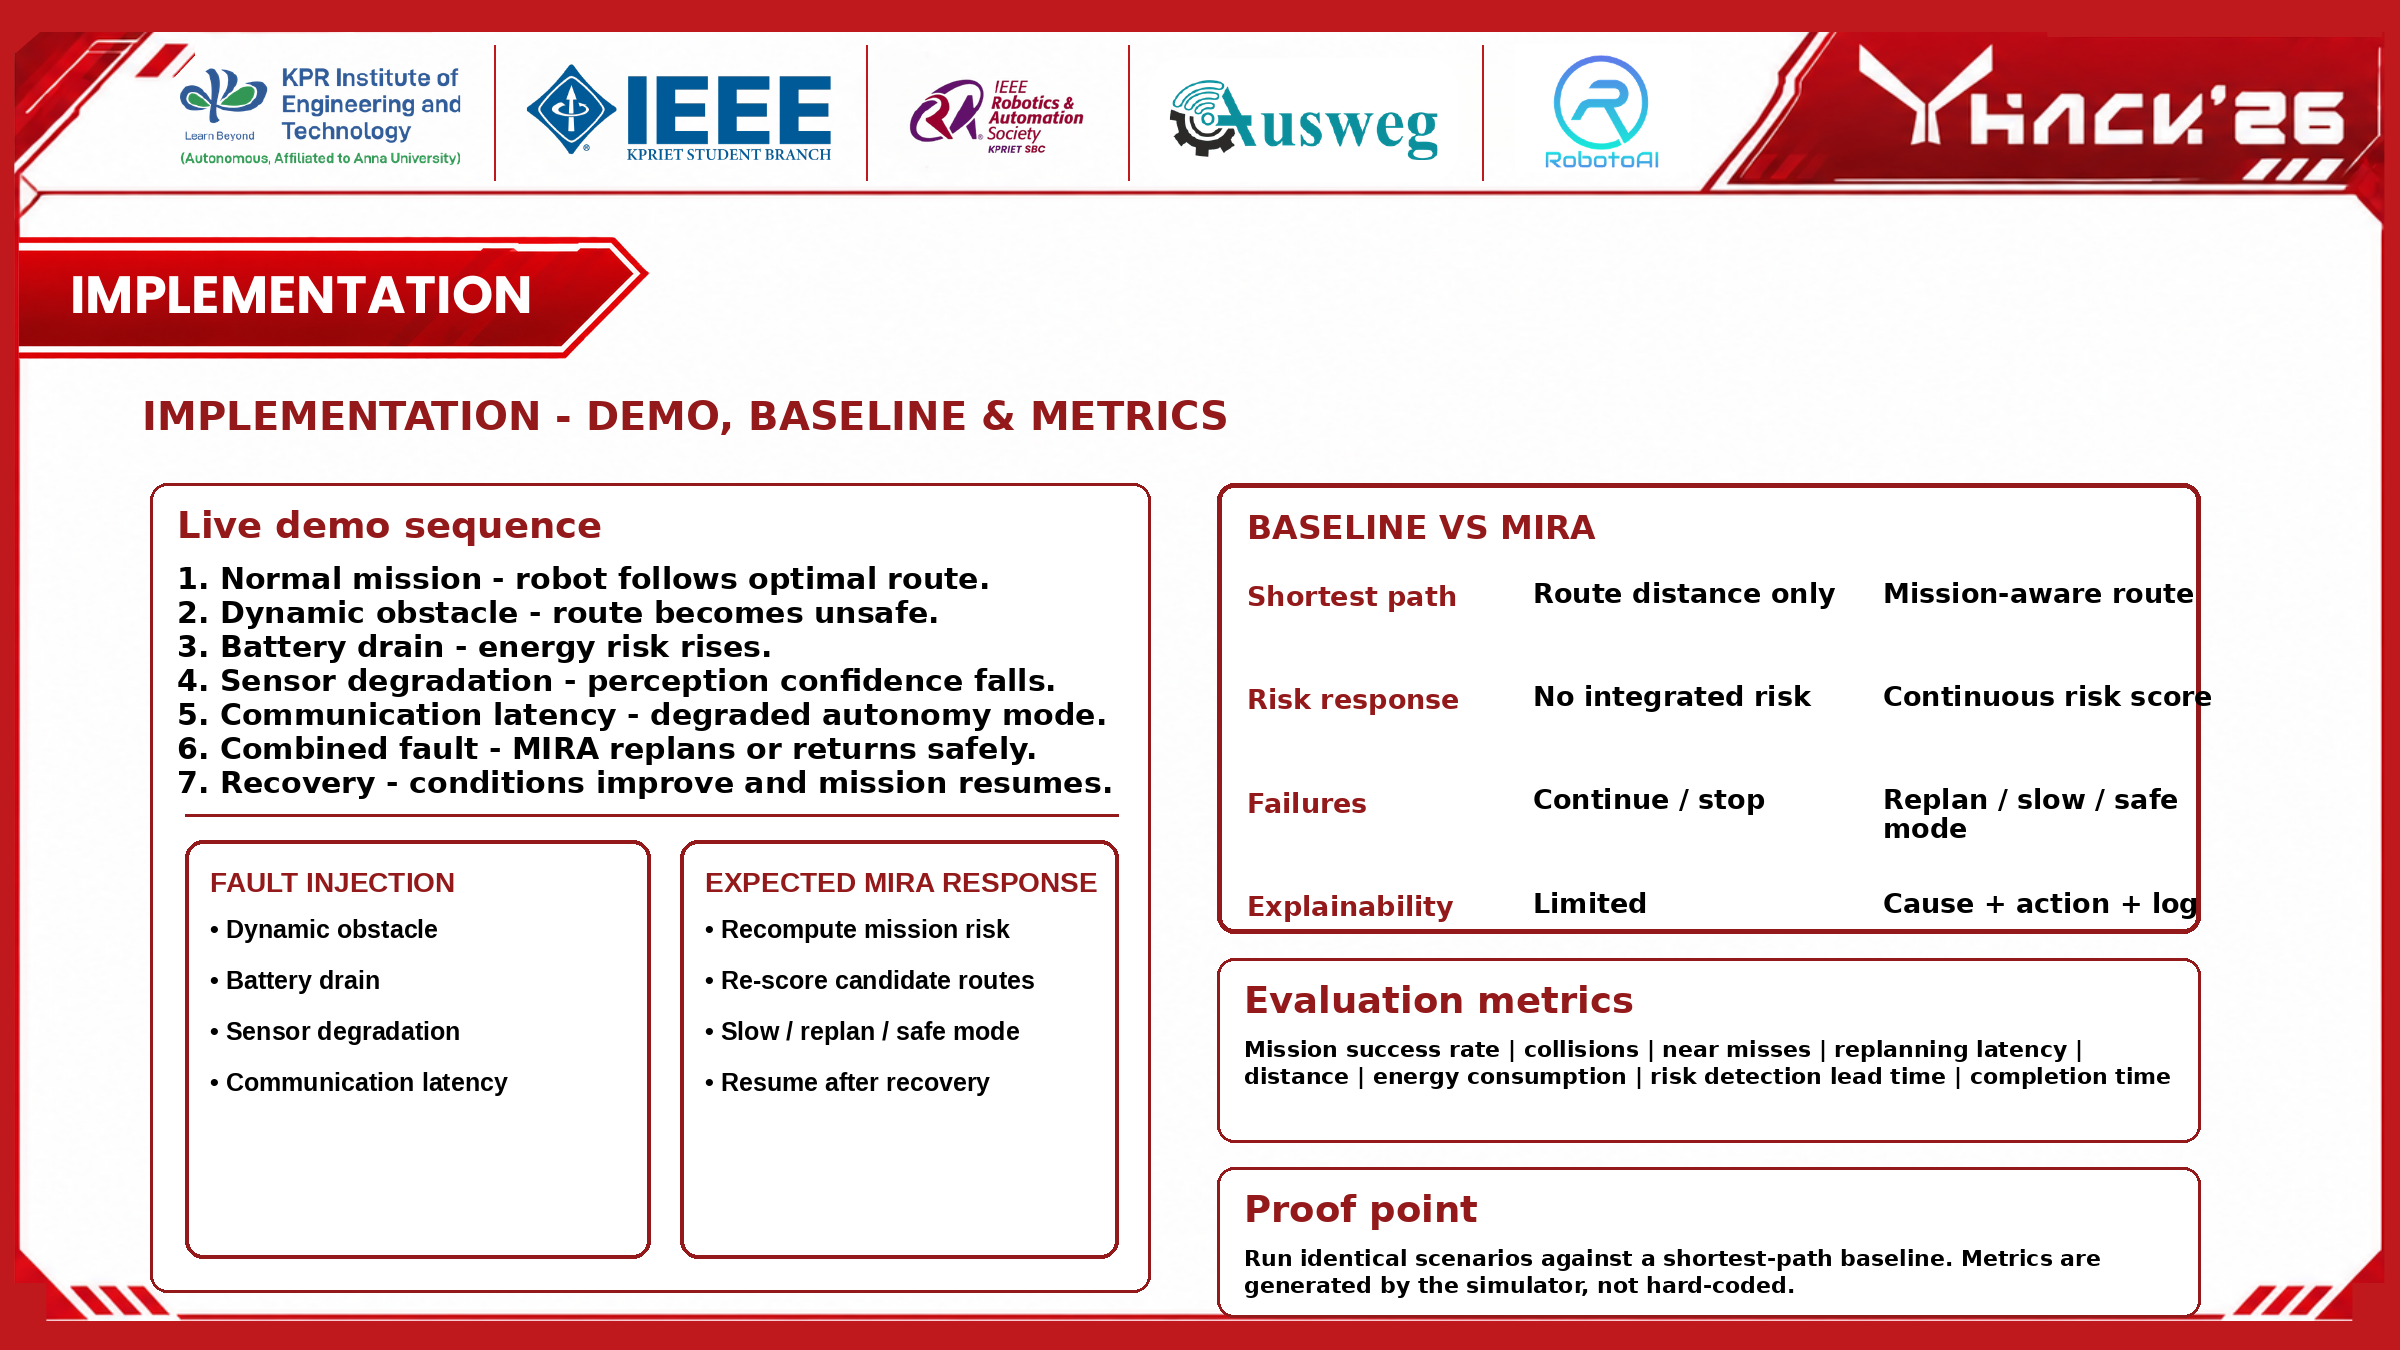 KPR Institute of
Engineering and
Technology
Learn Beyond
(Autonomous, Affiliated to Anna University)
IEEE
KPRIET STUDENT BRANCH
IEEE
Robotics &
Automation
Society
KPRIET SBC
Ausweg
RobotoAI
YHACK'26
IMPLEMENTATION
IMPLEMENTATION - DEMO, BASELINE & METRICS
Live demo sequence
1. Normal mission - robot follows optimal route.
2. Dynamic obstacle - route becomes unsafe.
3. Battery drain - energy risk rises.
4. Sensor degradation - perception confidence falls.
5. Communication latency - degraded autonomy mode.
6. Combined fault - MIRA replans or returns safely.
7. Recovery - conditions improve and mission resumes.
FAULT INJECTION
• Dynamic obstacle
• Battery drain
• Sensor degradation
• Communication latency
EXPECTED MIRA RESPONSE
• Recompute mission risk
• Re-score candidate routes
• Slow / replan / safe mode
• Resume after recovery
BASELINE VS MIRA
Shortest path Route distance only Mission-aware route
Risk response No integrated risk Continuous risk score
Failures Continue / stop Replan / slow / safe
mode
Explainability Limited Cause + action + log
Evaluation metrics
Mission success rate | collisions | near misses | replanning latency |
distance | energy consumption | risk detection lead time | completion time
Proof point
Run identical scenarios against a shortest-path baseline. Metrics are
generated by the simulator, not hard-coded.